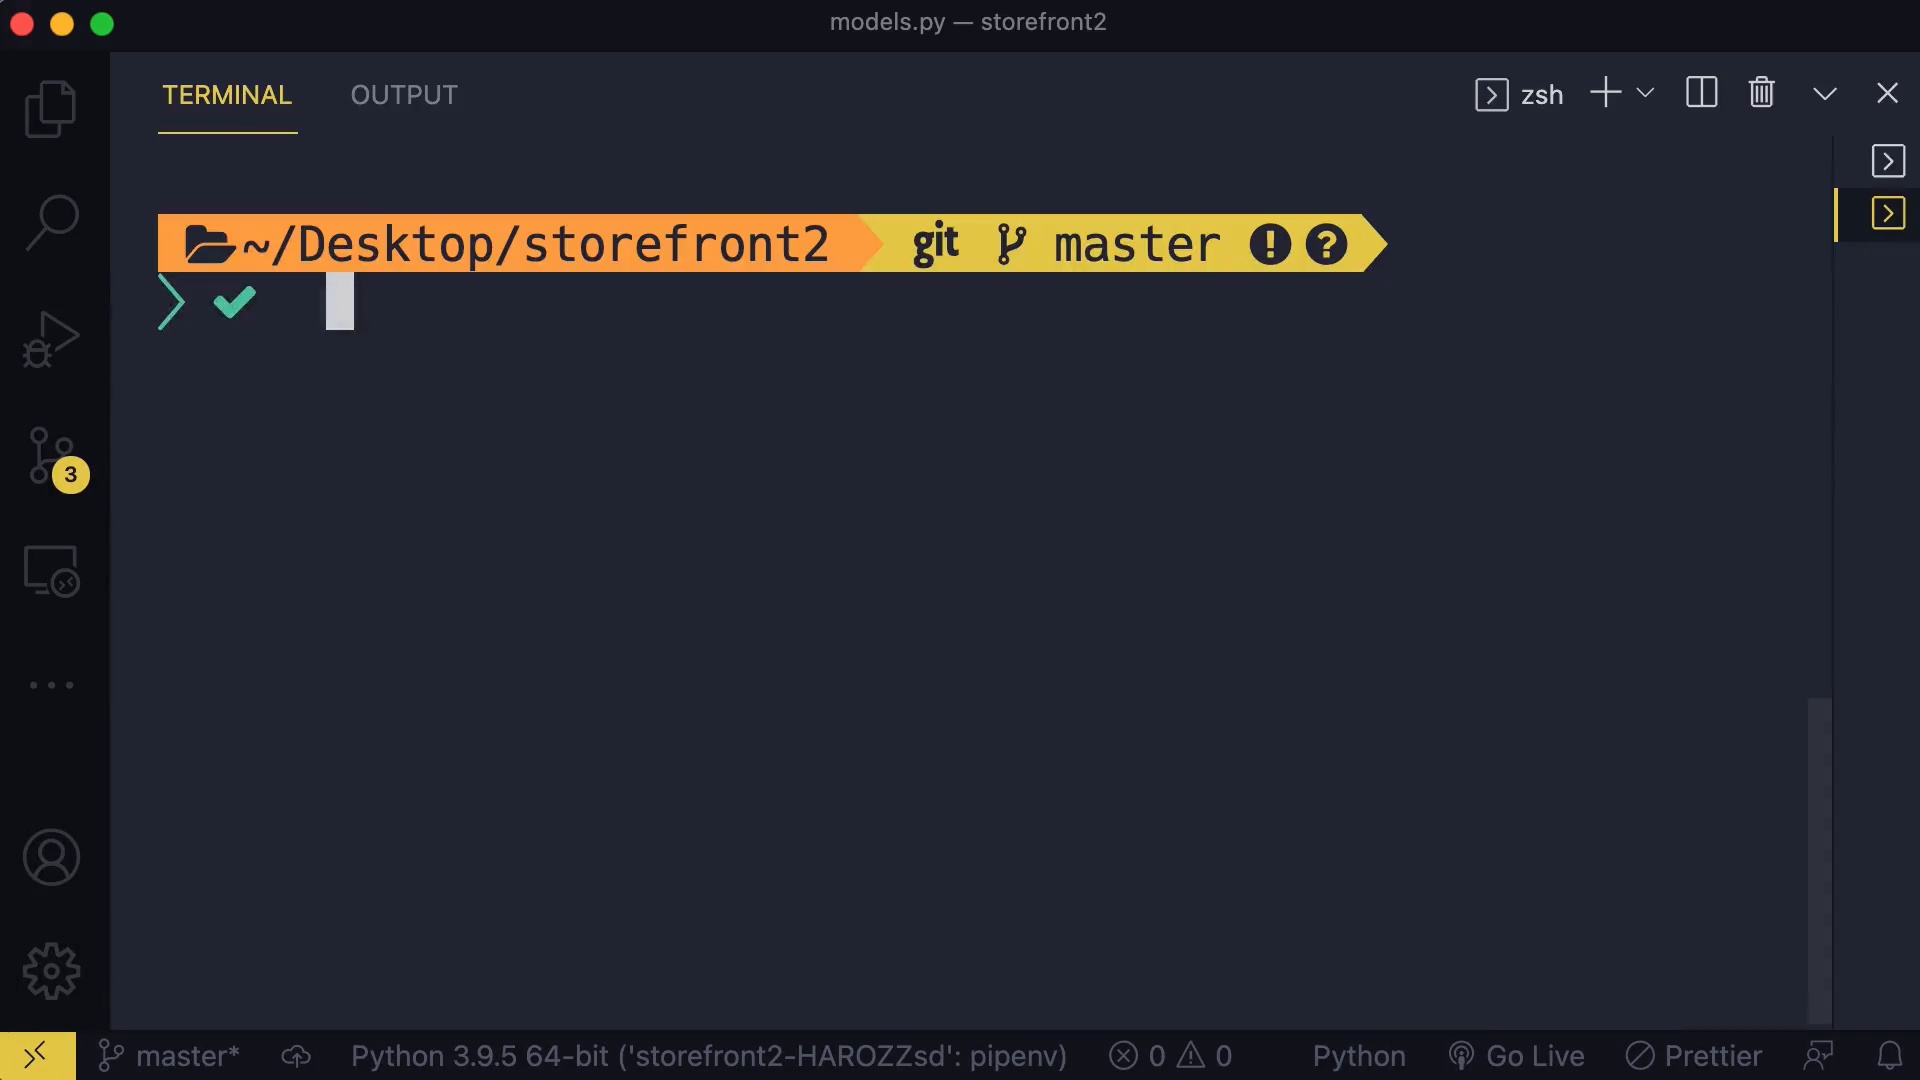 models.py — storefront2
TERMINAL OUTPUT zsh
~/Desktop/storefront2 git master
3
master* Python 3.9.5 64-bit ('storefront2-HAROZZsd': pipenv) 0 0 Python Go Live Prettier